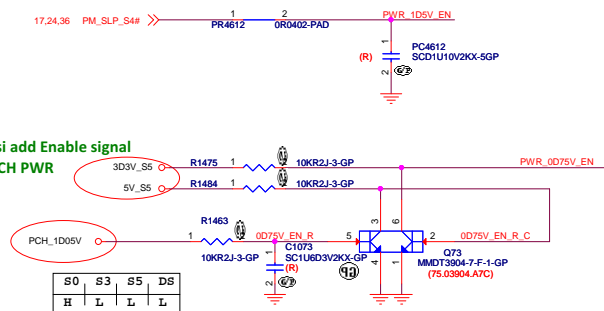 17,24,36 PM_SLP_S4# 1 2 PWR_1D5V_EN
PR4612 0R0402-PAD
1 PC4612
(R) SCD1U10V2KX-5GP
2
si add Enable signal
CH PWR
3D3V_S5 R1475 1 10KR2J-3-GP PWR_0D75V_EN
5V_S5 R1484 1 10KR2J-3-GP
R1463 3 6
PCH_1D05V 1 0D75V_EN_R 5 2 0D75V_EN_R_C
10KR2J-3-GP 1 C1073 4 1 Q73
SC1U6D3V2KX-GP MMDT3904-7-F-1-GP
(R) (75.03904.A7C)
2
S0 S3 S5 DS
H L L L